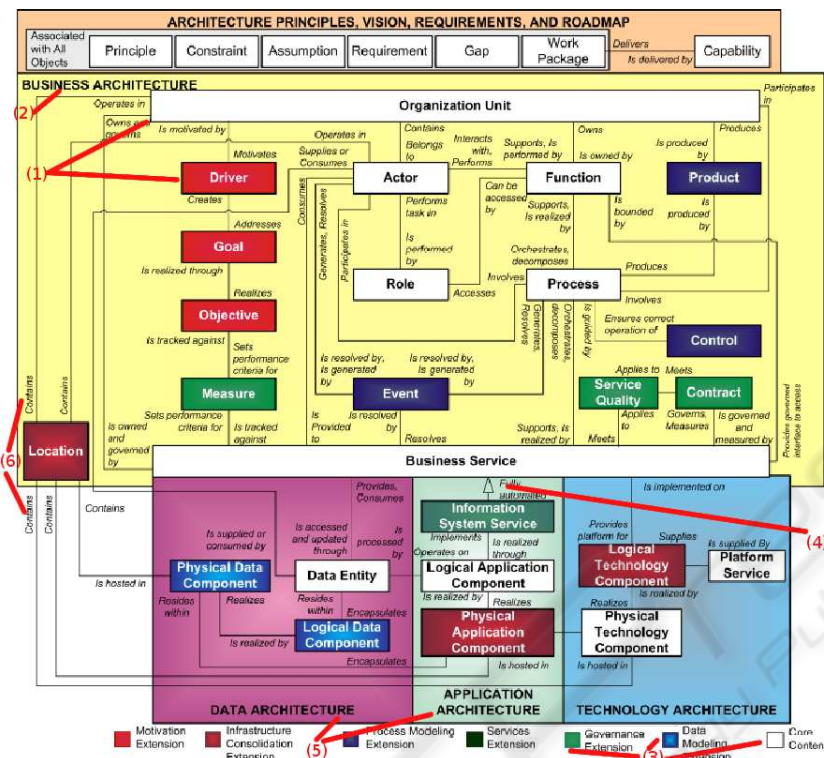 ARCHITECTURE PRINCIPLES, VISION, REQUIREMENTS, AND ROADMAP
Associated
with All
Objects
Principle
Constraint
Assumption
Requirement
Gap
Work
Package
Delivers
Is delivered by
Capability
BUSINESS ARCHITECTURE
(2)
Operates in
Participates
in
Organization Unit
Owns and
governs
Is motivated by
Operates in
Contains
Belongs
to
Interacts
with,
Performs
Supports, Is
performed by
Owns
Is owned by
Produces
Is produced
by
(1)
Motivates
Supplies or
Consumes
Driver
Actor
Function
Product
Creates
Consumes
Generates, Resolves
Participates in
Performs
task in
Can be
accessed
by
Supports,
Is realized
by
Is
bounded
by
Is
produced
by
Addresses
Goal
Is realized through
Is
performed
by
Orchestrates,
decomposes
Role
Accesses
Involves
Process
Produces
Involves
Realizes
Objective
Is tracked against
Generates,
Resolves
Orchestrates,
decomposes
Is guided by
Ensures correct
operation of
Control
Sets
performance
criteria for
Is resolved by,
Is generated by
Is resolved by,
Is generated by
Applies to
Meets
Measure
Event
Service
Quality
Contract
Contains
Contains
Sets performance
criteria for
Is tracked
against
Is resolved
by
Resolves
Applies
to
Governs,
Measures
Is governed
and
measured by
Provides governed
interface to access
(6)
Location
Is owned
and
governed
by
Is
Provided
to
Supports, Is
realized by
Meets
Business Service
Contains
Contains
Contains
Provides,
Consumes
Fully
automated
Is implemented on
(4)
Information
System Service
Is supplied or
consumed by
Is accessed
and updated
through
Is
processed
by
Implements
Is realized
through
Operates on
Provides
platform for
Supplies
Is supplied By
Is hosted in
Physical Data
Component
Data Entity
Logical Application
Component
Logical
Technology
Component
Platform
Service
Resides
within
Realizes
Resides
within
Encapsulates
Is realized by
Realizes
Realizes
Is realized by
Is realized by
Logical Data
Component
Physical
Application
Component
Physical
Technology
Component
Encapsulates
Is hosted in
Is hosted in
DATA ARCHITECTURE
APPLICATION
ARCHITECTURE
TECHNOLOGY ARCHITECTURE
(5)
Motivation
Extension
Infrastructure
Consolidation
Extension
Process Modeling
Extension
Services
Extension
Governance
Extension
(3)
Data
Modeling
Extension
Core
Content